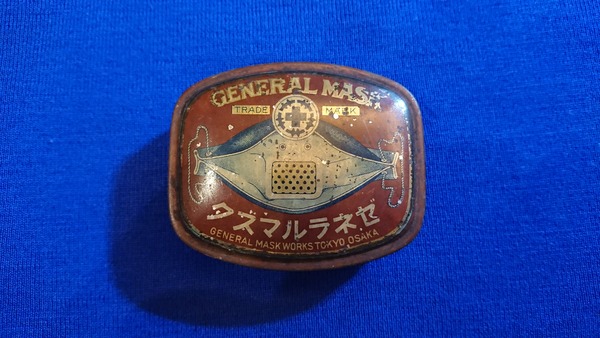 GENERAL MASK
TRADE MARK
ゼネラルマスク
GENERAL MASK WORKS TOKYO OSAKA